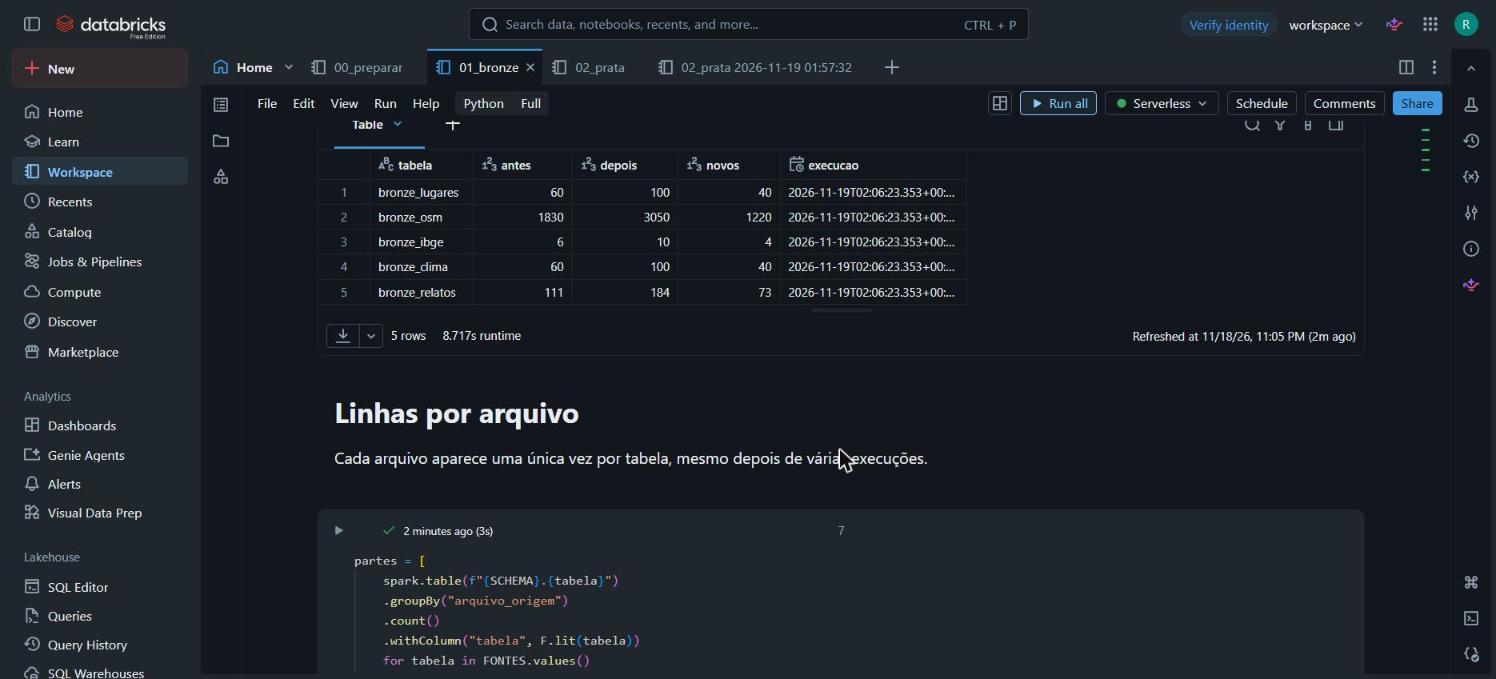 databricks
Free Edition
Search data, notebooks, recents, and more...
CTRL + P
Verify identity
workspace
R
New
Home
00_preparar
01_bronze
02_prata
02_prata 2026-11-19 01:57:32
File Edit View Run Help Python Full
Run all
Serverless
Schedule
Comments
Share
Home
Learn
Workspace
Recents
Catalog
Jobs & Pipelines
Compute
Discover
Marketplace
Analytics
Dashboards
Genie Agents
Alerts
Visual Data Prep
Lakehouse
SQL Editor
Queries
Query History
SQL Warehouses
Table
tabela antes depois novos execucao
1 bronze_lugares 60 100 40 2026-11-19T02:06:23.353+00:...
2 bronze_osm 1830 3050 1220 2026-11-19T02:06:23.353+00:...
3 bronze_ibge 6 10 4 2026-11-19T02:06:23.353+00:...
4 bronze_clima 60 100 40 2026-11-19T02:06:23.353+00:...
5 bronze_relatos 111 184 73 2026-11-19T02:06:23.353+00:...
5 rows 8.717s runtime
Refreshed at 11/18/26, 11:05 PM (2m ago)
Linhas por arquivo
Cada arquivo aparece uma única vez por tabela, mesmo depois de várias execuções.
2 minutes ago (3s)
7
partes = [
spark.table(f"{SCHEMA}.{tabela}")
.groupBy("arquivo_origem")
.count()
.withColumn("tabela", F.lit(tabela))
for tabela in FONTES.values()